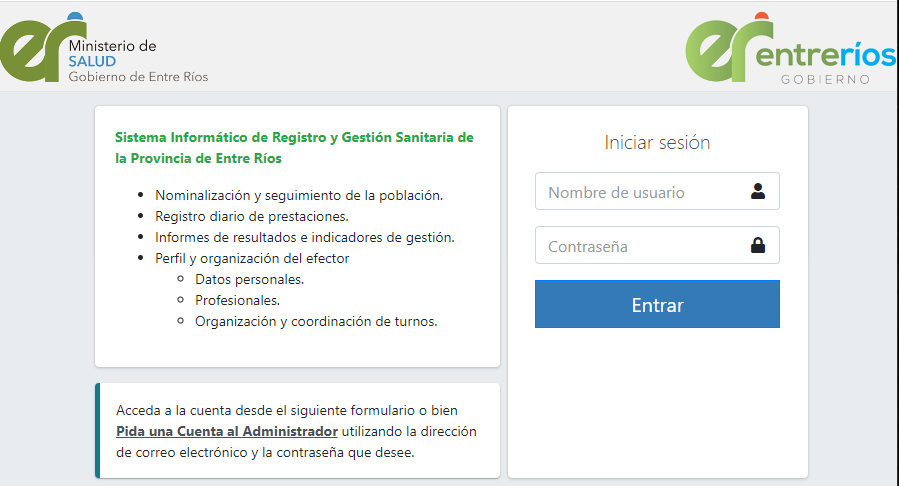 er
Ministerio de
SALUD
Gobierno de Entre Ríos
er
entreríos
GOBIERNO
Sistema Informático de Registro y Gestión Sanitaria de
la Provincia de Entre Ríos
Nominalización y seguimiento de la población.
Registro diario de prestaciones.
Informes de resultados e indicadores de gestión.
Perfil y organización del efector
Datos personales.
Profesionales.
Organización y coordinación de turnos.
Acceda a la cuenta desde el siguiente formulario o bien
Pida una Cuenta al Administrador utilizando la dirección
de correo electrónico y la contraseña que desee.
Iniciar sesión
Nombre de usuario
Contraseña
Entrar